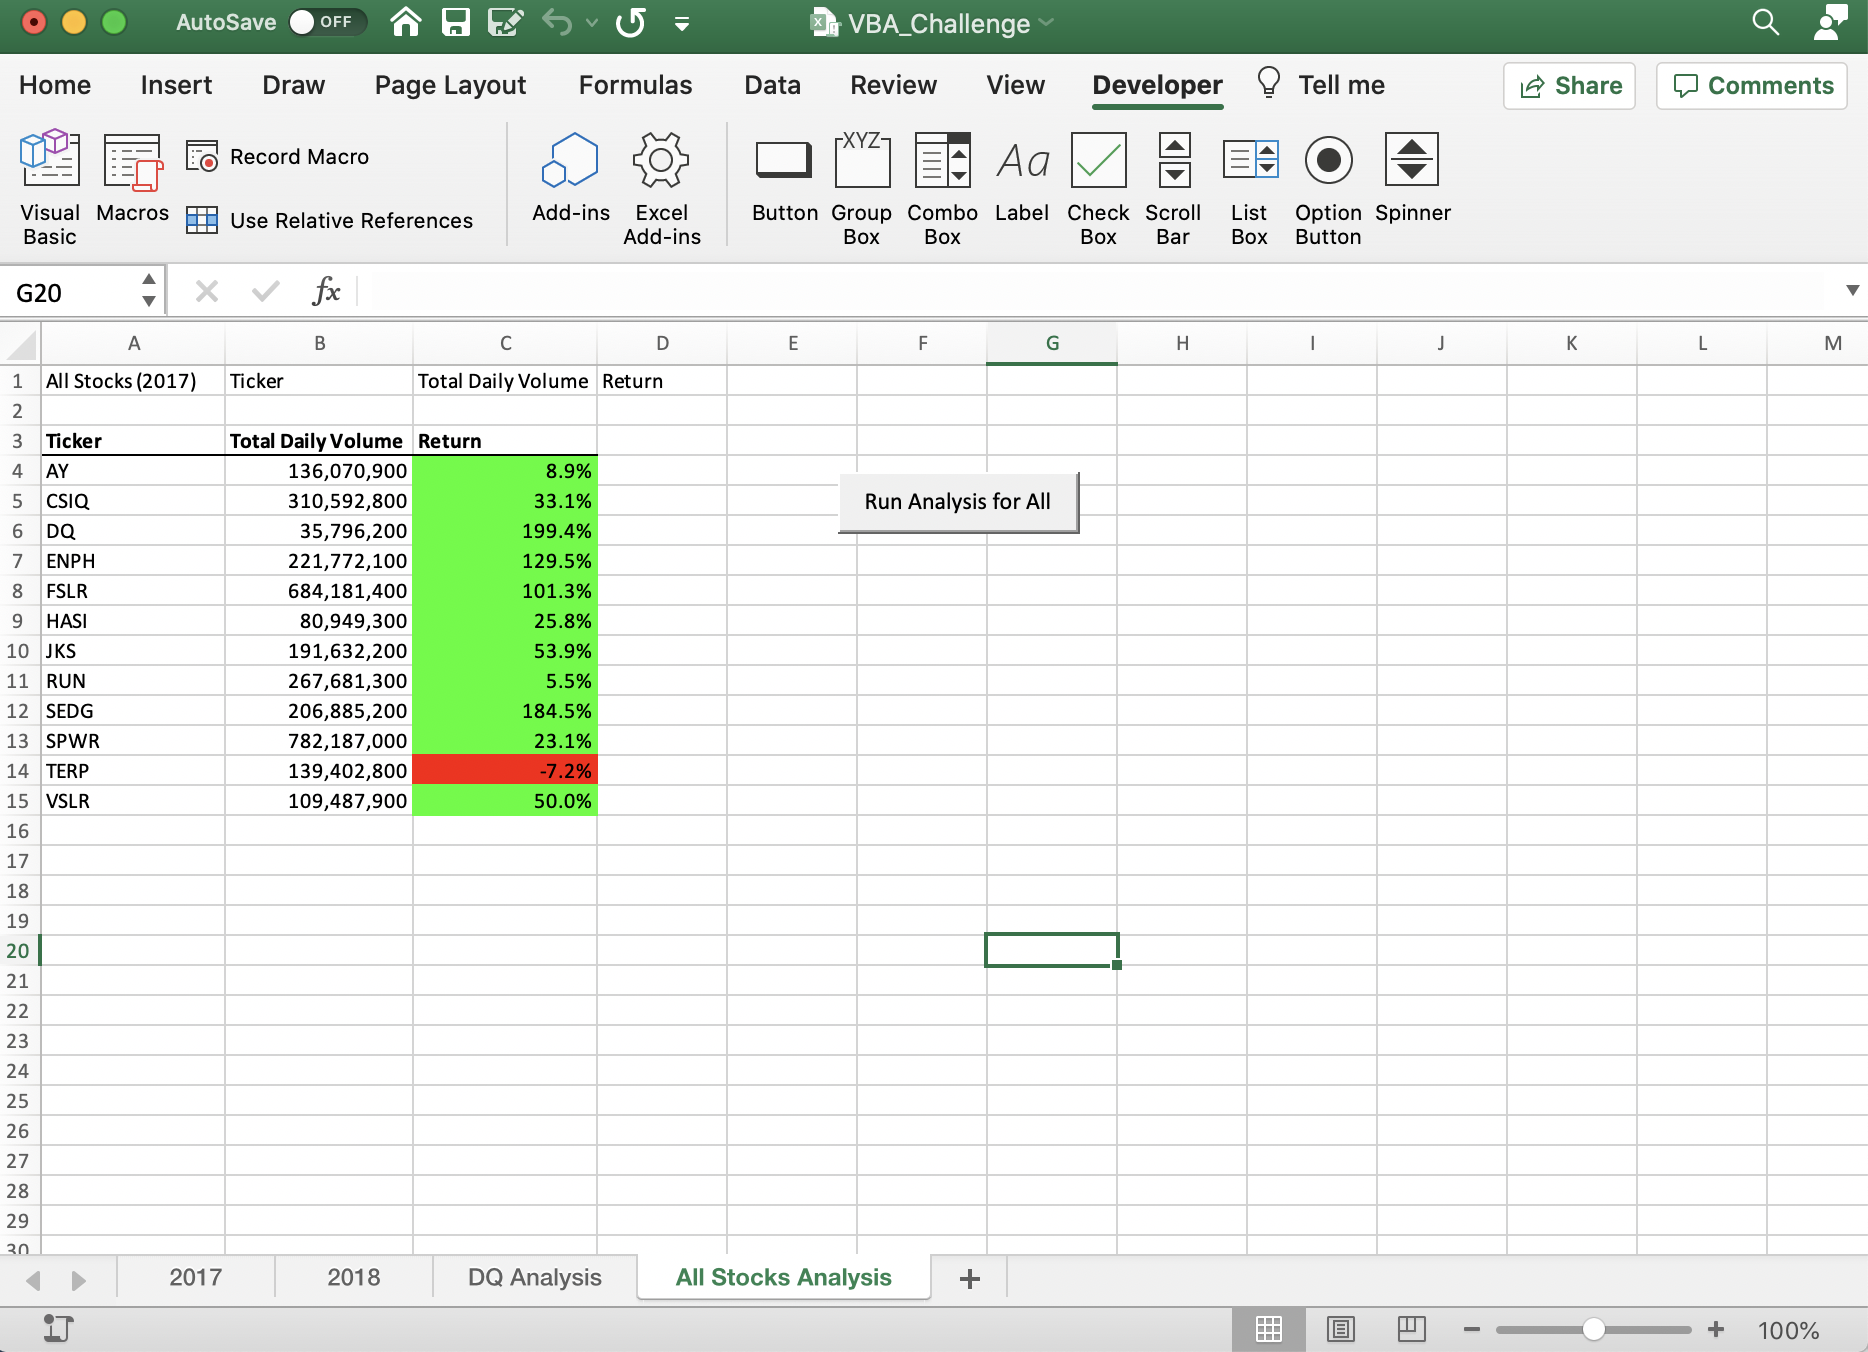 AutoSave OFF VBA_Challenge
Home Insert Draw Page Layout Formulas Data Review View Developer Tell me Share Comments
Visual Basic
Macros
Record Macro
Use Relative References
Add-ins
Excel Add-ins
Button
XYZ
Group Box
Combo Box
Aa
Label
Check Box
Scroll Bar
List Box
Option Button
Spinner
G20 fx
A B C D E F G H I J K L M
1 All Stocks (2017) Ticker Total Daily Volume Return
2
3 Ticker Total Daily Volume Return
4 AY 136,070,900 8.9%
5 CSIQ 310,592,800 33.1%
Run Analysis for All
6 DQ 35,796,200 199.4%
7 ENPH 221,772,100 129.5%
8 FSLR 684,181,400 101.3%
9 HASI 80,949,300 25.8%
10 JKS 191,632,200 53.9%
11 RUN 267,681,300 5.5%
12 SEDG 206,885,200 184.5%
13 SPWR 782,187,000 23.1%
14 TERP 139,402,800 -7.2%
15 VSLR 109,487,900 50.0%
16
17
18
19
20
21
22
23
24
25
26
27
28
29
30
2017 2018 DQ Analysis All Stocks Analysis +
100%